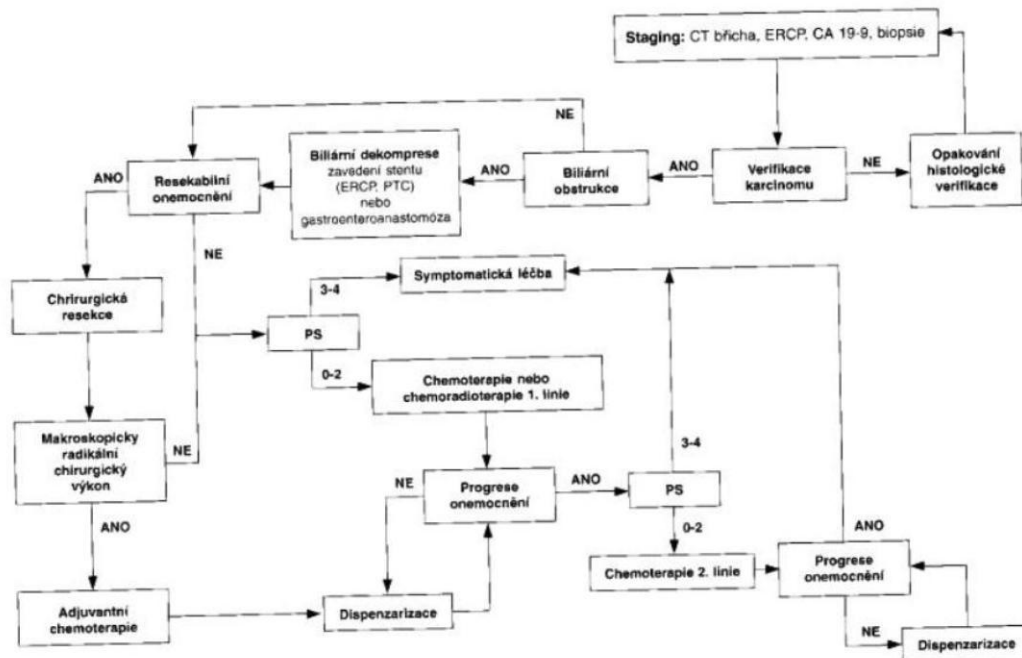 Staging: CT břicha, ERCP, CA 19-9, biopsie
NE
Biliární dekomprese
zavedení stentu
(ERCP, PTC)
nebo
gastroenteroanastomóza
ANO
Resekabilní
onemocnění
ANO
Biliární
obstrukce
ANO
Verifikace
karcinomu
NE
Opakování
histologické
verifikace
NE
Chrirurgická
resekce
3-4
Symptomatická léčba
PS
0-2
Chemoterapie nebo
chemoradioterapie 1. linie
Makroskopicky
radikální
chirurgický
výkon
NE
3-4
NE
Progrese
onemocnění
ANO
PS
ANO
0-2
ANO
Chemoterapie 2. linie
Progrese
onemocnění
Adjuvantní
chemoterapie
Dispenzarizace
NE
Dispenzarizace